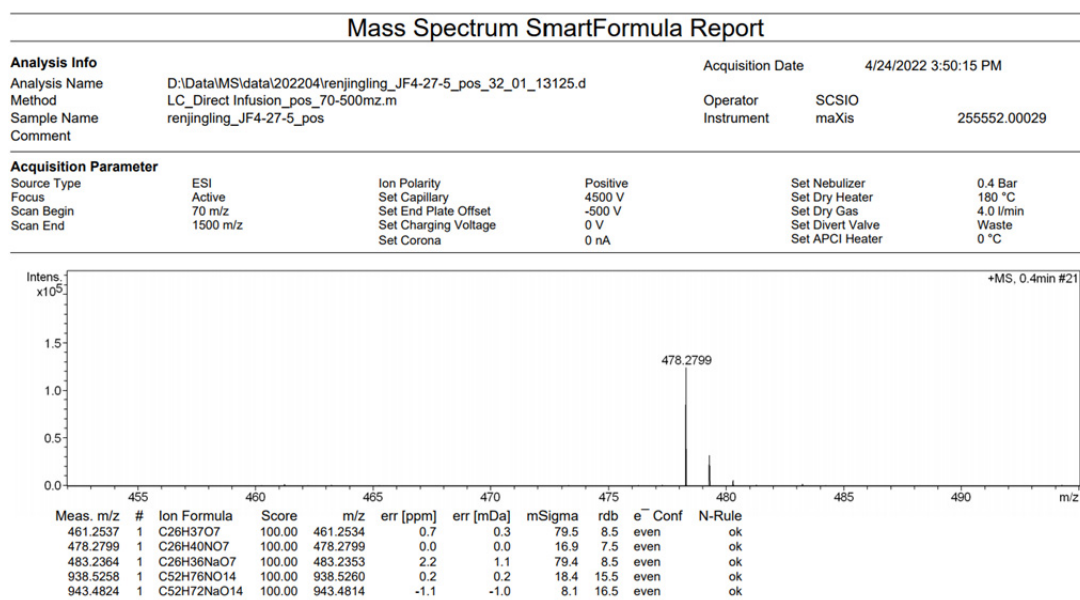 Mass Spectrum SmartFormula Report
Analysis Info
Acquisition Date 4/24/2022 3:50:15 PM
Analysis Name D:\Data\MS\data\202204\renjingling_JF4-27-5_pos_32_01_13125.d
Method LC_Direct Infusion_pos_70-500mz.m Operator SCSIO
Sample Name renjingling_JF4-27-5_pos Instrument maXis 255552.00029
Comment
Acquisition Parameter
Source Type ESI Ion Polarity Positive Set Nebulizer 0.4 Bar
Focus Active Set Capillary 4500 V Set Dry Heater 180 °C
Scan Begin 70 m/z Set End Plate Offset -500 V Set Dry Gas 4.0 l/min
Scan End 1500 m/z Set Charging Voltage 0 V Set Divert Valve Waste
Set Corona 0 nA Set APCI Heater 0 °C
Intens. +MS, 0.4min #21
x10⁵
1.5
478.2799
1.0
0.5
0.0
455 460 465 470 475 480 485 490 m/z
Meas. m/z # Ion Formula Score m/z err [ppm] err [mDa] mSigma rdb e⁻ Conf N-Rule
461.2537 1 C26H37O7 100.00 461.2534 0.7 0.3 79.5 8.5 even ok
478.2799 1 C26H40NO7 100.00 478.2799 0.0 0.0 16.9 7.5 even ok
483.2364 1 C26H36NaO7 100.00 483.2353 2.2 1.1 79.4 8.5 even ok
938.5258 1 C52H76NO14 100.00 938.5260 0.2 0.2 18.4 15.5 even ok
943.4824 1 C52H72NaO14 100.00 943.4814 -1.1 -1.0 8.1 16.5 even ok